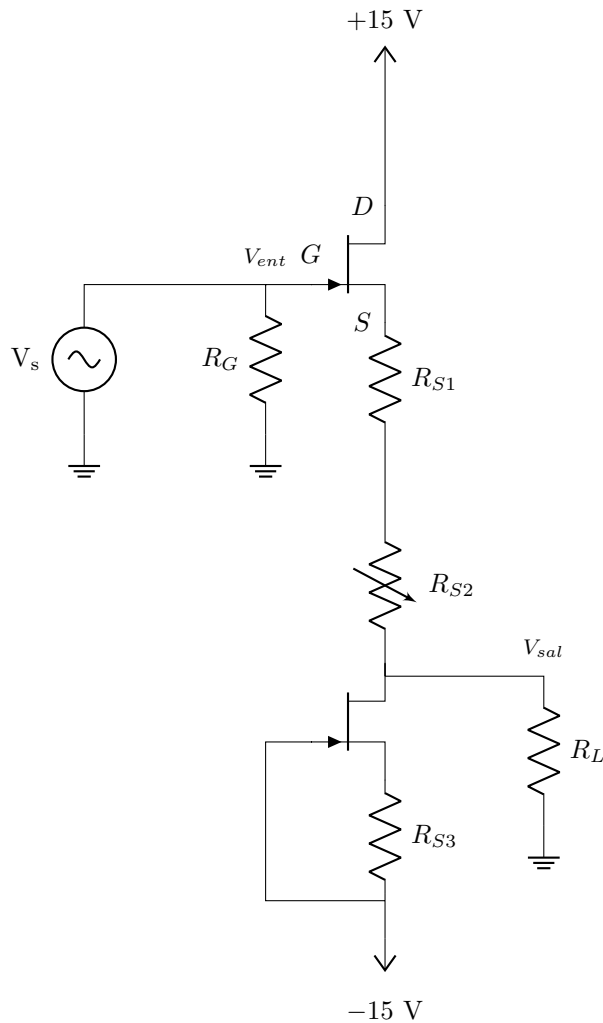 +15 V
D
V_ent G
S
V_s
R_G
R_S1
R_S2
V_sal
R_L
R_S3
−15 V